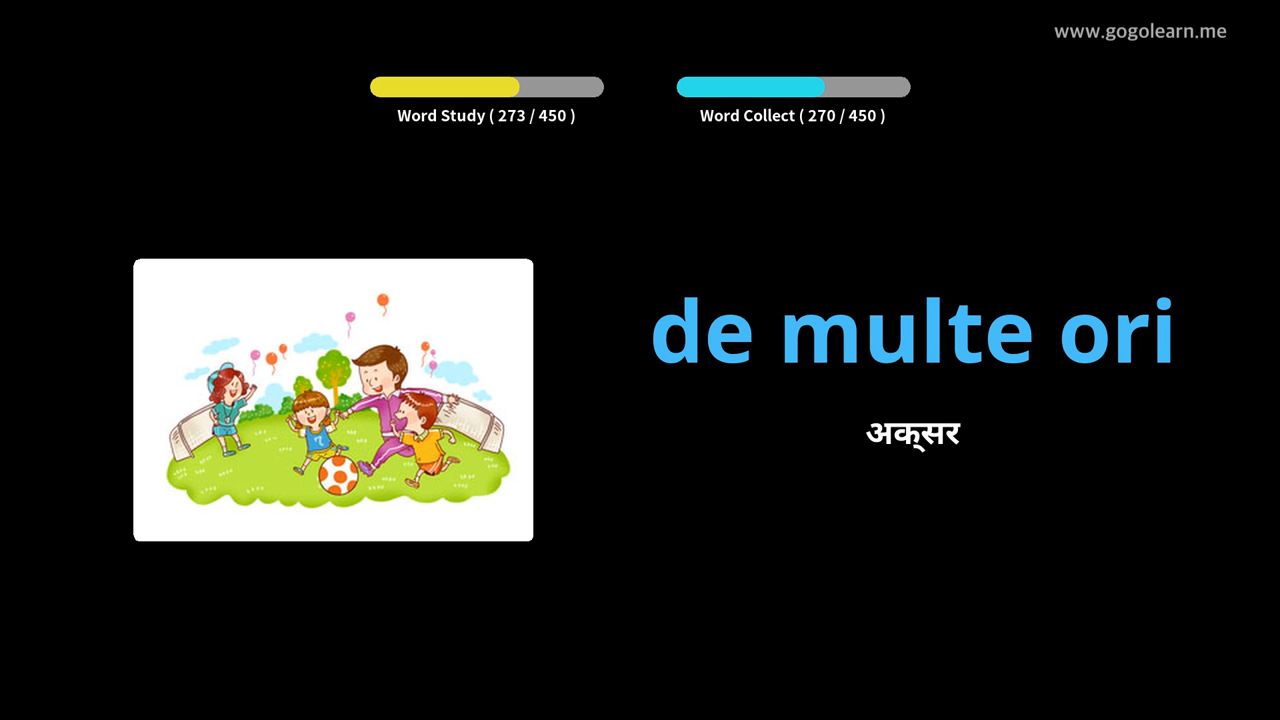 www.gogolearn.me
Word Study ( 273 / 450 )
Word Collect ( 270 / 450 )
de multe ori
अक्सर